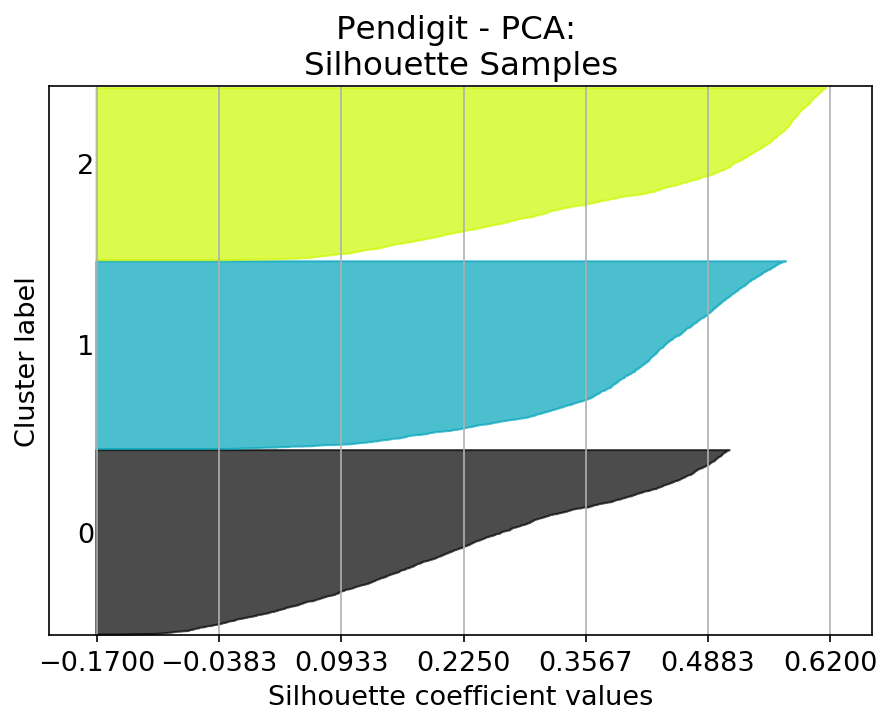 Pendigit - PCA:
Silhouette Samples
Cluster label
2
1
0
−0.1700 −0.0383 0.0933 0.2250 0.3567 0.4883 0.6200
Silhouette coefficient values